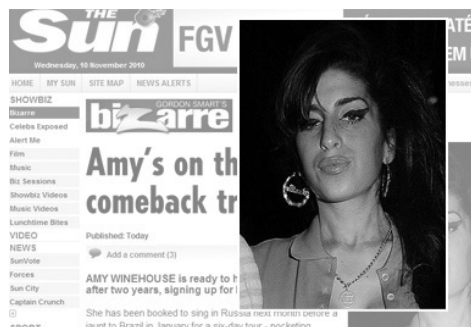 THE
Sun
FGV
ATÉ
EM
Wednesday, 10 November 2010
HOME MY SUN SITE MAP NEWS ALERTS
SHOWBIZ
Bizarre
Celebs Exposed
Alert Me
Film
Music
Biz Sessions
Showbiz Videos
Music Videos
Lunchtime Bites
VIDEO
NEWS
SunVote
Forces
Sun City
Captain Crunch
GORDON SMART'S
bizarre
Amy's on th
comeback tr
Published: Today
Add a comment (3)
AMY WINEHOUSE is ready to h
after two years, signing up for
She has been booked to sing in Russia next month before a
jaunt to Brazil in January for a six-day tour - pocketing